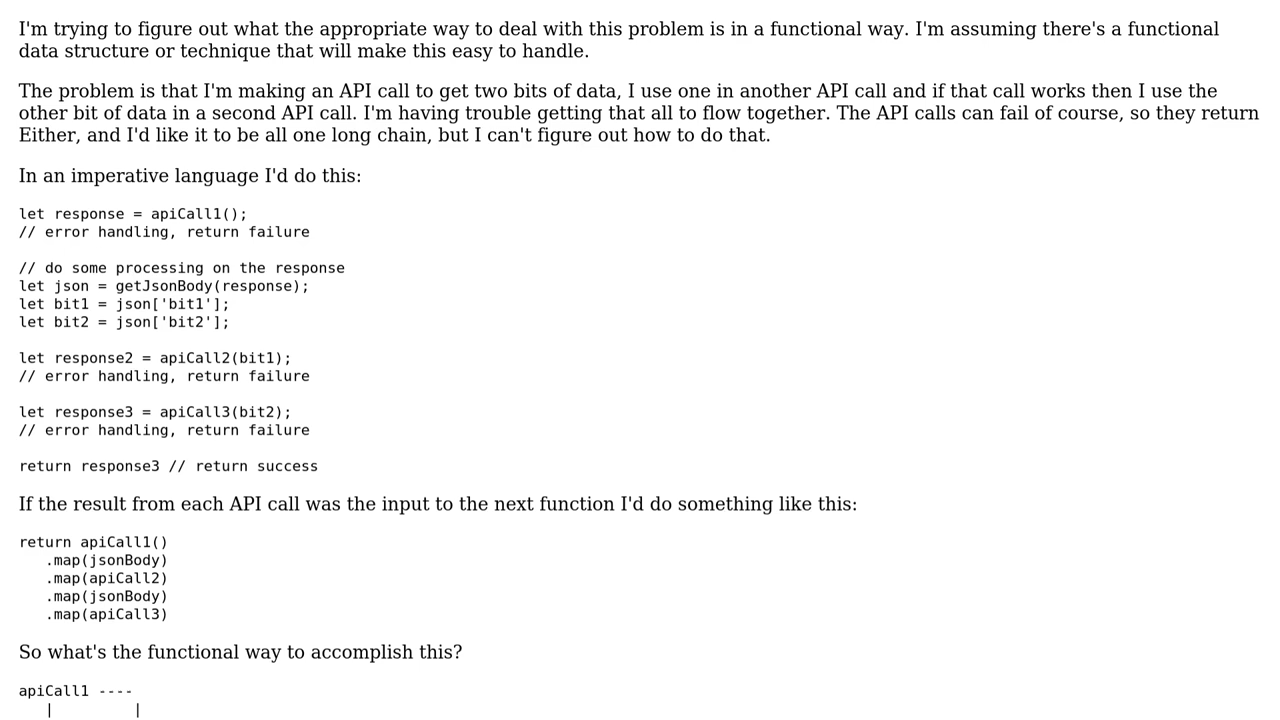 I'm trying to figure out what the appropriate way to deal with this problem is in a functional way. I'm assuming there's a functional
data structure or technique that will make this easy to handle.
The problem is that I'm making an API call to get two bits of data, I use one in another API call and if that call works then I use the
other bit of data in a second API call. I'm having trouble getting that all to flow together. The API calls can fail of course, so they return
Either, and I'd like it to be all one long chain, but I can't figure out how to do that.
In an imperative language I'd do this:
let response = apiCall1();
// error handling, return failure
// do some processing on the response
let json = getJsonBody(response);
let bit1 = json['bit1'];
let bit2 = json['bit2'];
let response2 = apiCall2(bit1);
// error handling, return failure
let response3 = apiCall3(bit2);
// error handling, return failure
return response3 // return success
If the result from each API call was the input to the next function I'd do something like this:
return apiCall1()
   .map(jsonBody)
   .map(apiCall2)
   .map(jsonBody)
   .map(apiCall3)
So what's the functional way to accomplish this?
apiCall1 ----
   |         |